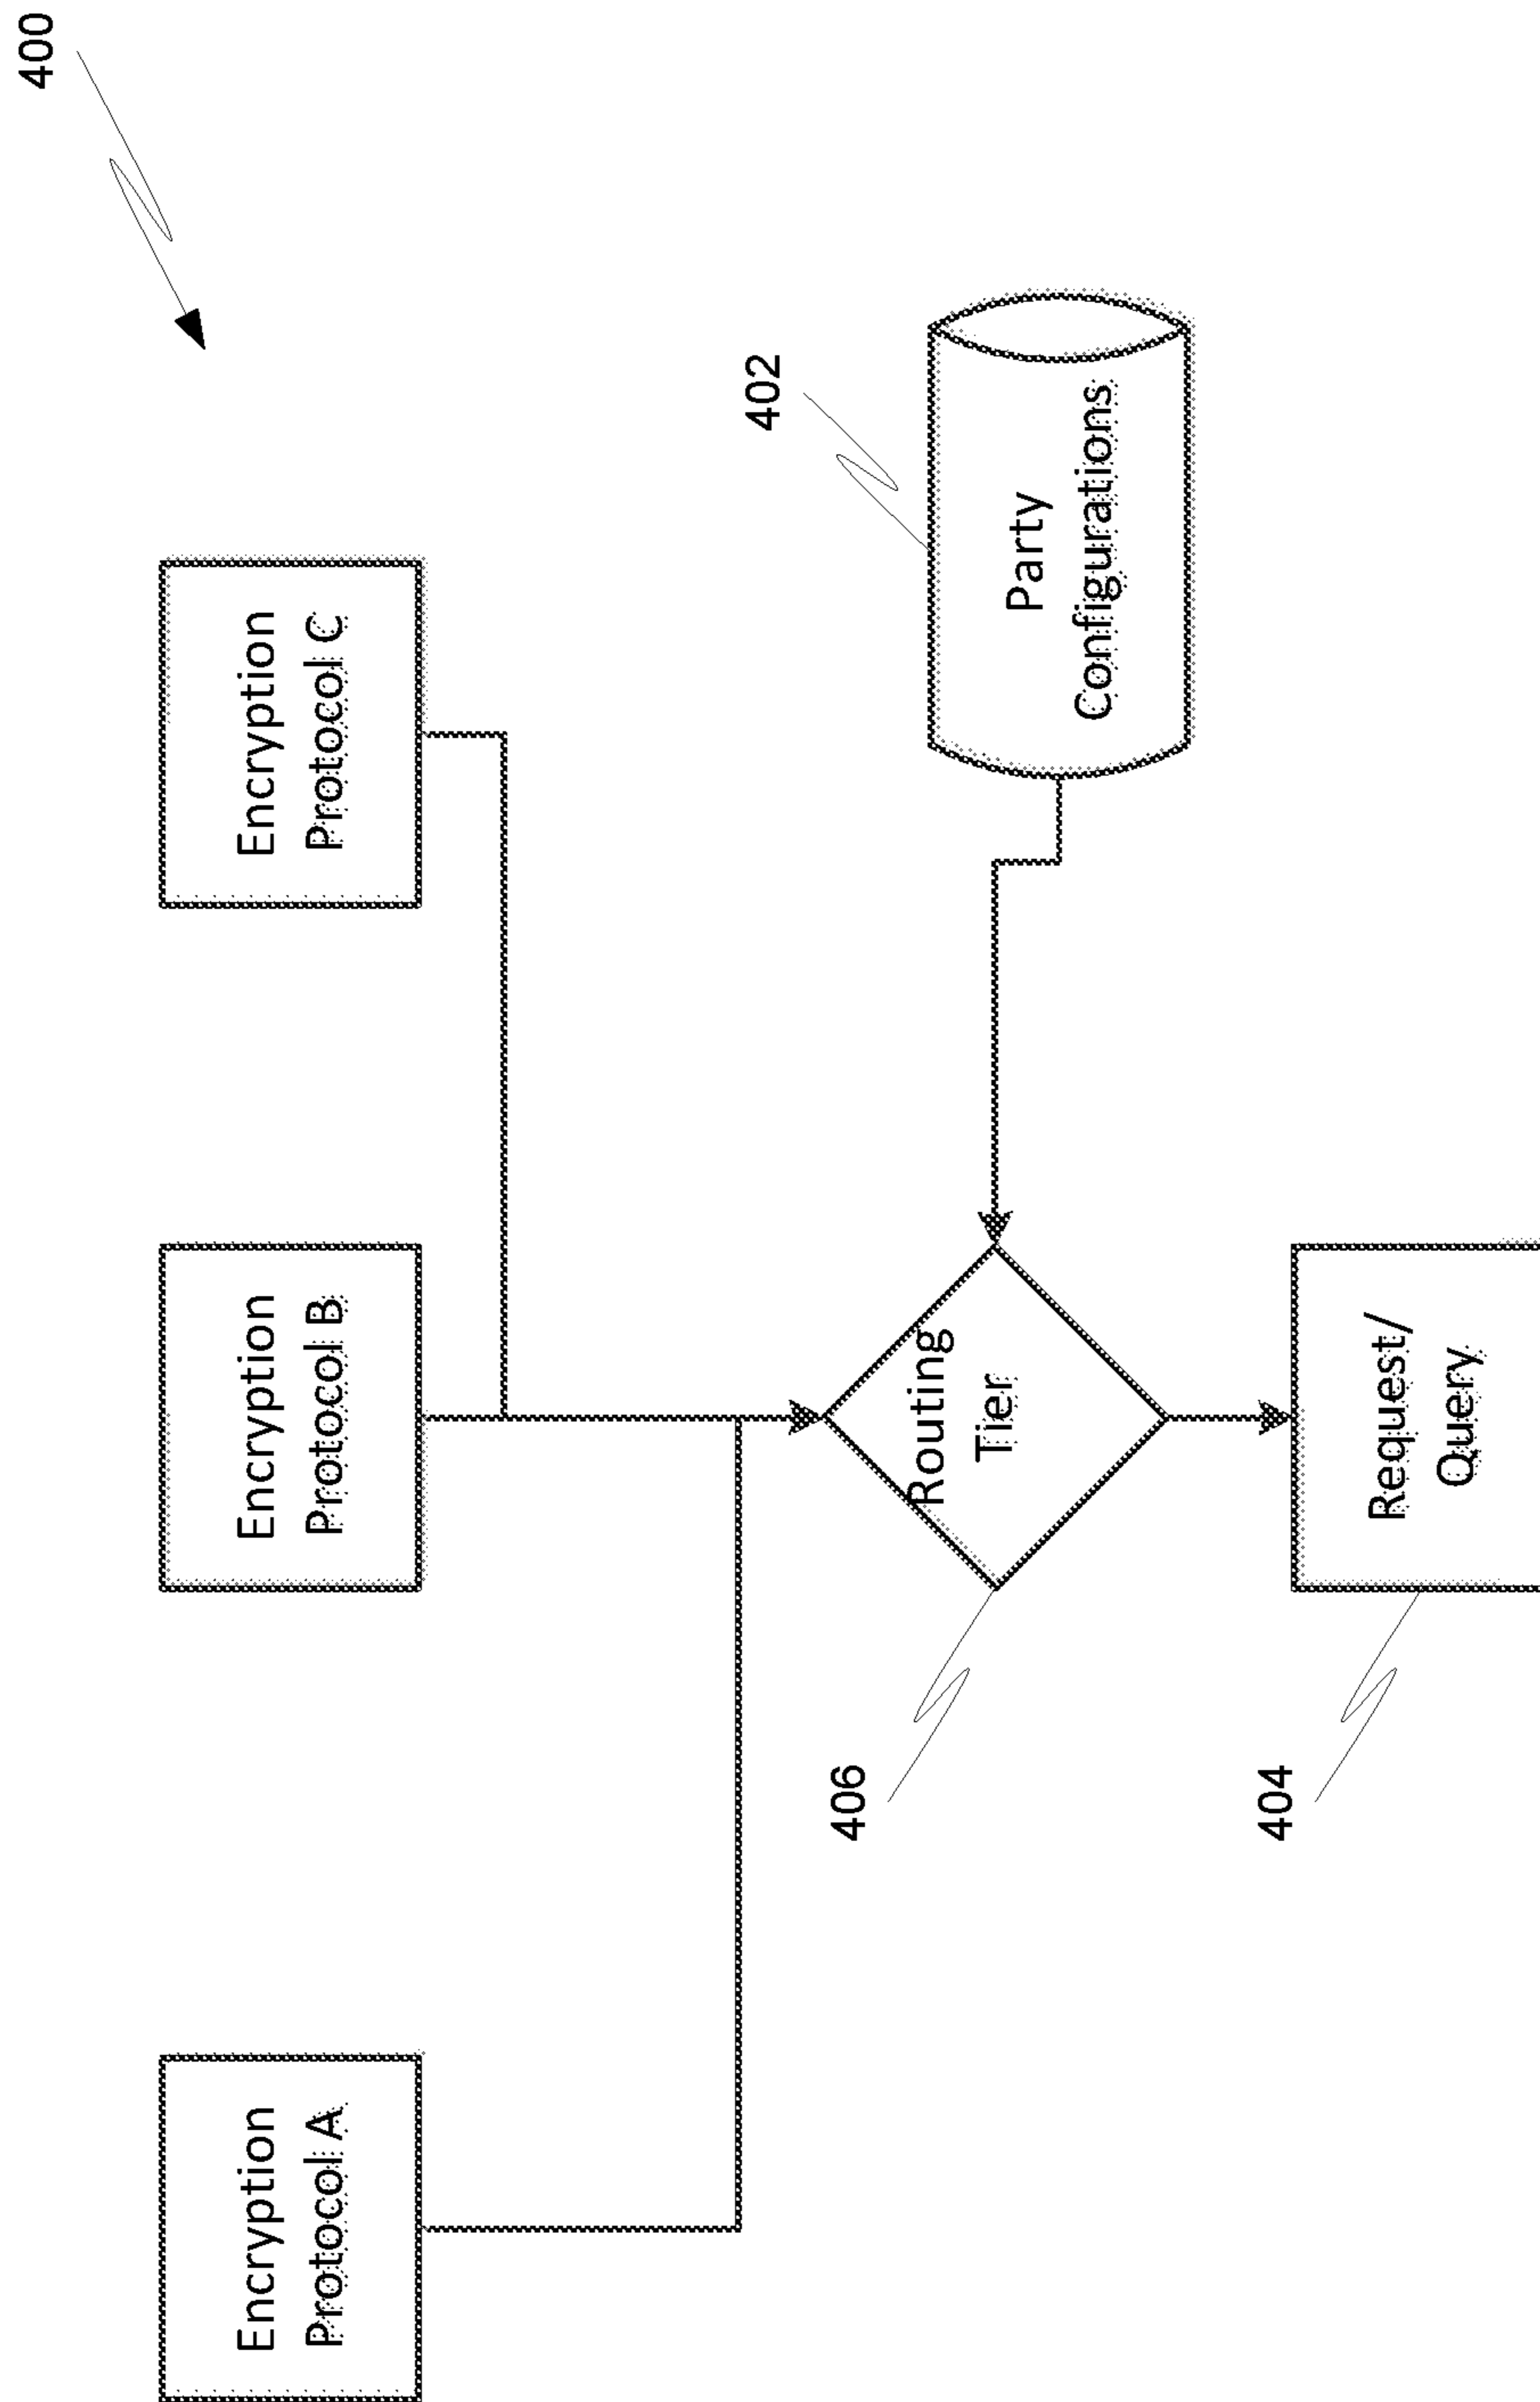 400
Encryption
Protocol A
Encryption
Protocol B
Encryption
Protocol C
402
Party
Configurations
406
Routing
Tier
404
Request/
Query